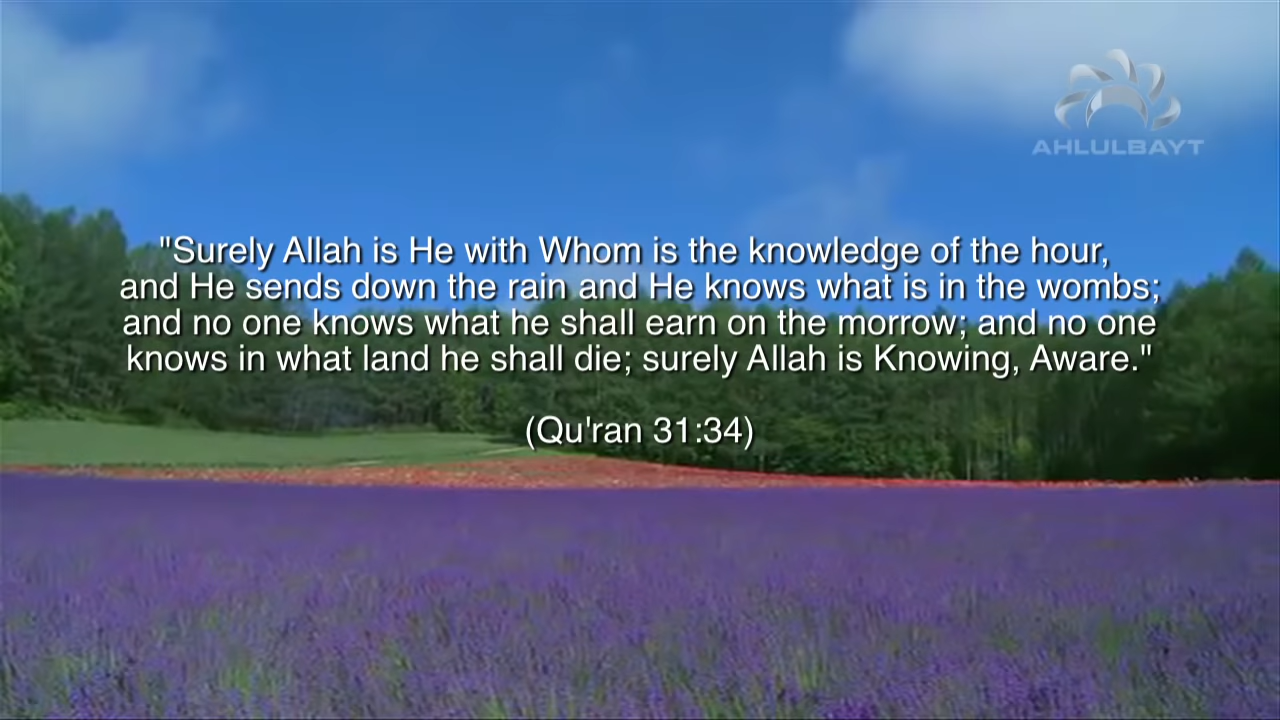 AHLULBAYT
"Surely Allah is He with Whom is the knowledge of the hour,
and He sends down the rain and He knows what is in the wombs;
and no one knows what he shall earn on the morrow; and no one
knows in what land he shall die; surely Allah is Knowing, Aware."
(Qu'ran 31:34)